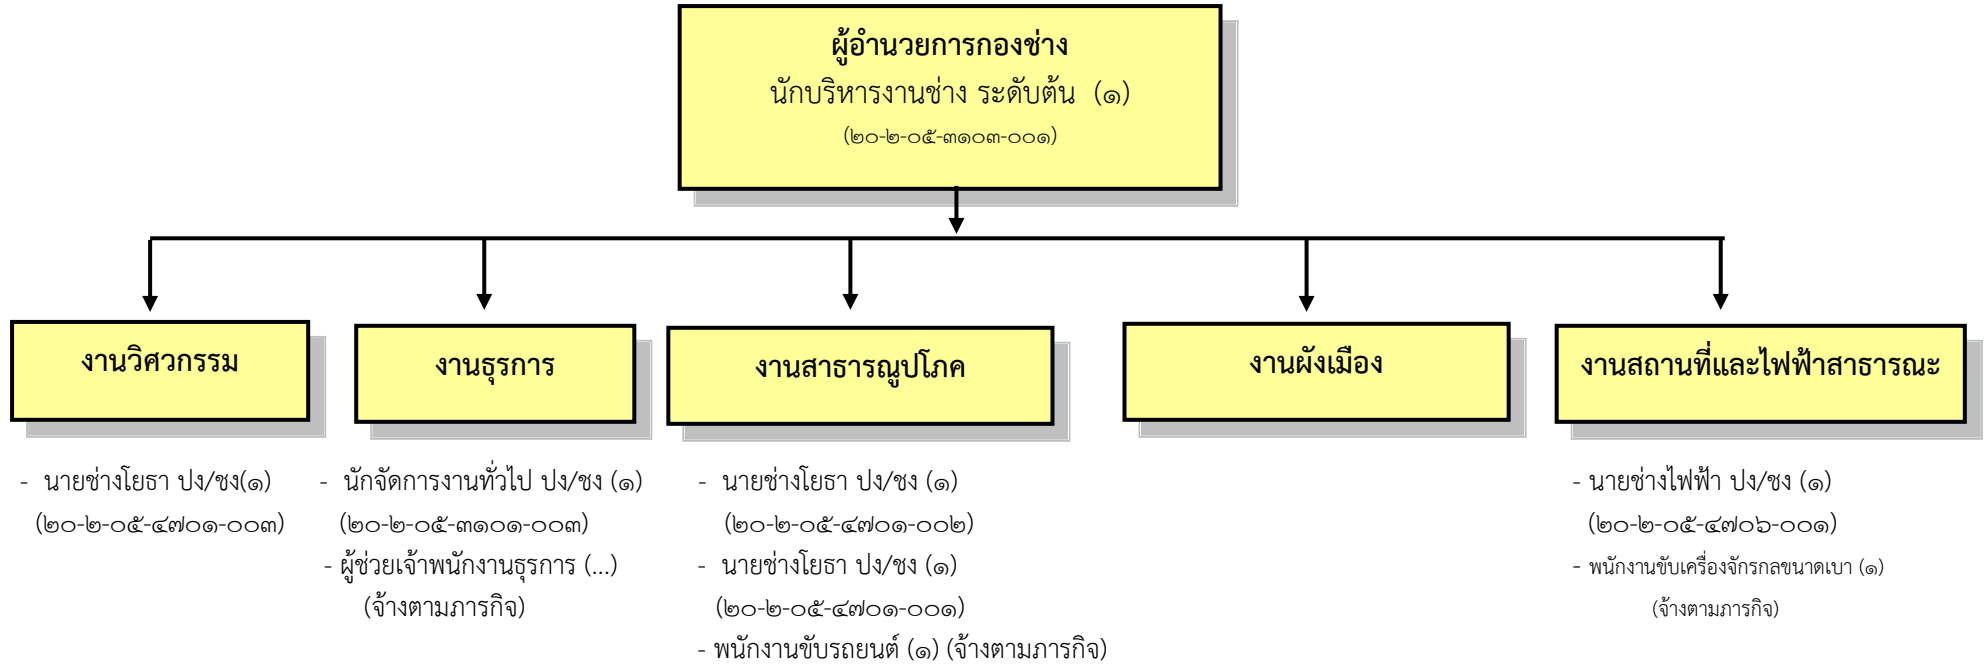 ผู้อำนวยการกองช่าง
นักบริหารงานช่าง ระดับต้น (๑)
(๒๐-๒-๐๕-๓๑๐๓-๐๐๑)
งานวิศวกรรม
งานธุรการ
งานสาธารณูปโภค
งานผังเมือง
งานสถานที่และไฟฟ้าสาธารณะ
- นายช่างโยธา ปง/ชง(๑)
(๒๐-๒-๐๕-๔๗๐๑-๐๐๓)
- นักจัดการงานทั่วไป ปง/ชง (๑)
(๒๐-๒-๐๕-๓๑๐๑-๐๐๓)
- ผู้ช่วยเจ้าพนักงานธุรการ (...)
(จ้างตามภารกิจ)
- นายช่างโยธา ปง/ชง (๑)
(๒๐-๒-๐๕-๔๗๐๑-๐๐๒)
- นายช่างโยธา ปง/ชง (๑)
(๒๐-๒-๐๕-๔๗๐๑-๐๐๑)
- พนักงานขับรถยนต์ (๑) (จ้างตามภารกิจ)
- นายช่างไฟฟ้า ปง/ชง (๑)
(๒๐-๒-๐๕-๔๗๐๖-๐๐๑)
- พนักงานขับเครื่องจักรกลขนาดเบา (๑)
(จ้างตามภารกิจ)